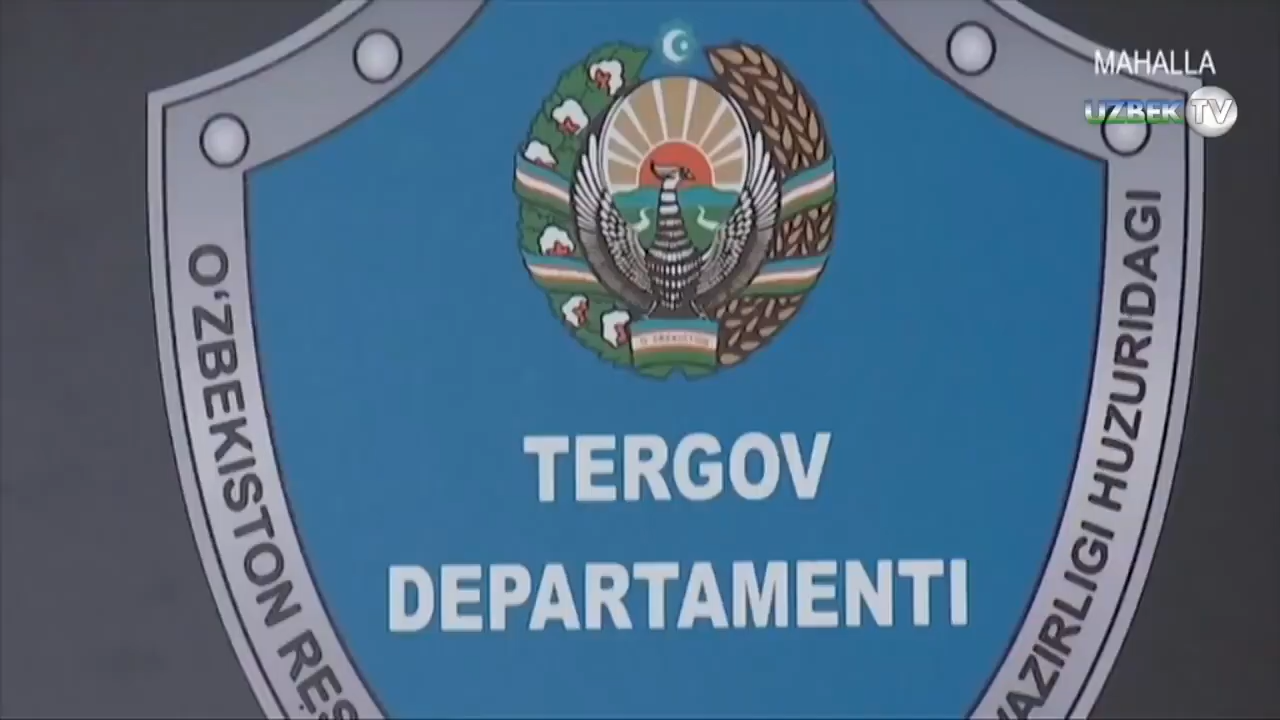 MAHALLA
UZBEK TV
TERGOV
DEPARTAMENTI
O'ZBEKISTON RES
VAZIRLIGI HUZURIDAGI